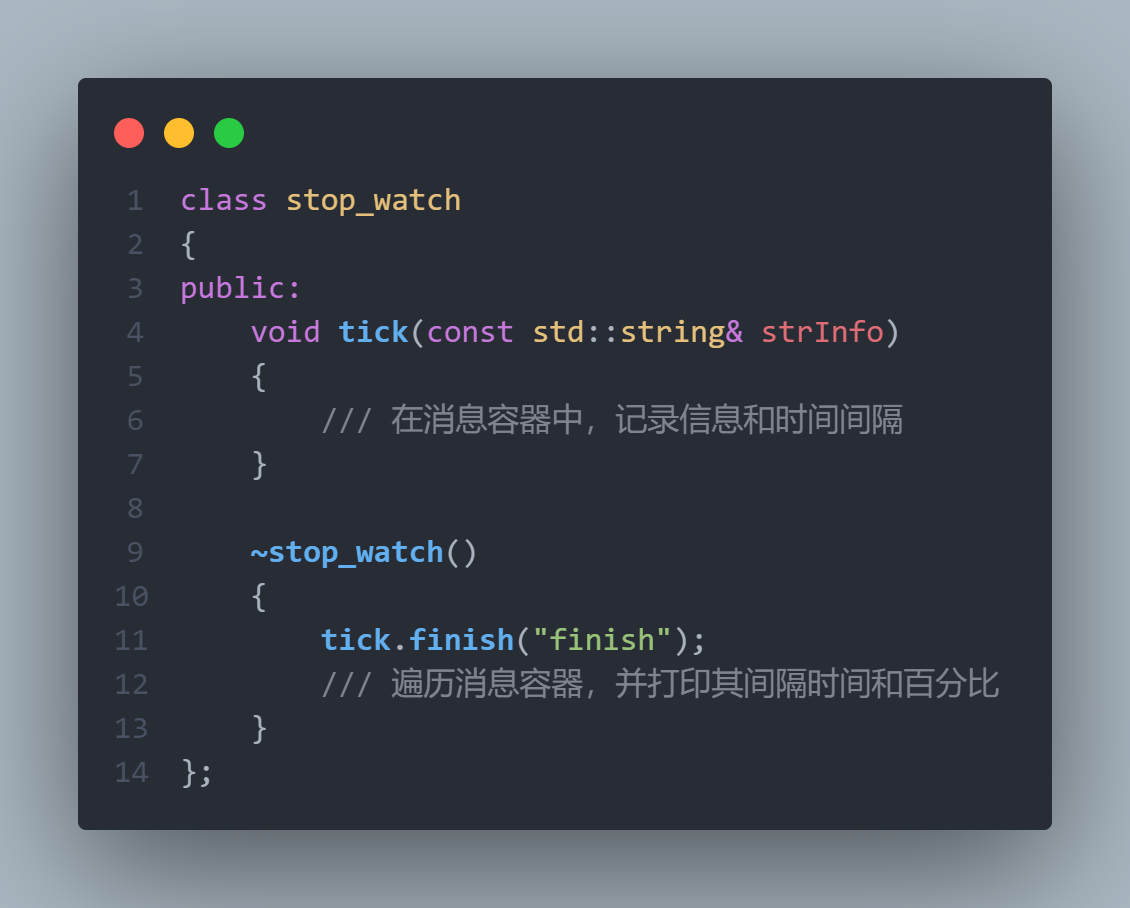 1 class stop_watch
2 {
3 public:
4     void tick(const std::string& strInfo)
5     {
6         /// 在消息容器中，记录信息和时间间隔
7     }
8
9     ~stop_watch()
10     {
11         tick.finish("finish");
12         /// 遍历消息容器，并打印其间隔时间和百分比
13     }
14 };